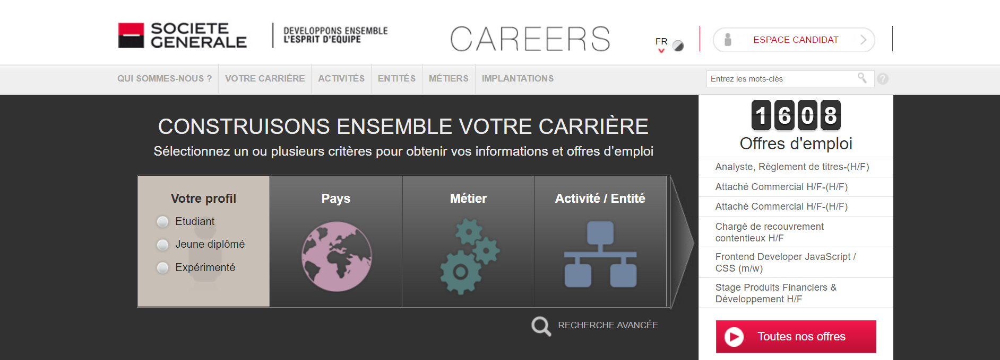 SOCIETE
GENERALE
DEVELOPPONS ENSEMBLE
L'ESPRIT D'EQUIPE
CAREERS
FR
ESPACE CANDIDAT
QUI SOMMES-NOUS ?
VOTRE CARRIÈRE
ACTIVITÉS
ENTITÉS
MÉTIERS
IMPLANTATIONS
Entrez les mots-clés
?
CONSTRUISONS ENSEMBLE VOTRE CARRIÈRE
Sélectionnez un ou plusieurs critères pour obtenir vos informations et offres d’emploi
Votre profil
Etudiant
Jeune diplômé
Expérimenté
Pays
Métier
Activité / Entité
RECHERCHE AVANCÉE
1608
Offres d'emploi
Analyste, Règlement de titres-(H/F)
Attaché Commercial H/F-(H/F)
Attaché Commercial H/F-(H/F)
Chargé de recouvrement
contentieux H/F
Frontend Developer JavaScript /
CSS (m/w)
Stage Produits Financiers &
Développement H/F
Toutes nos offres